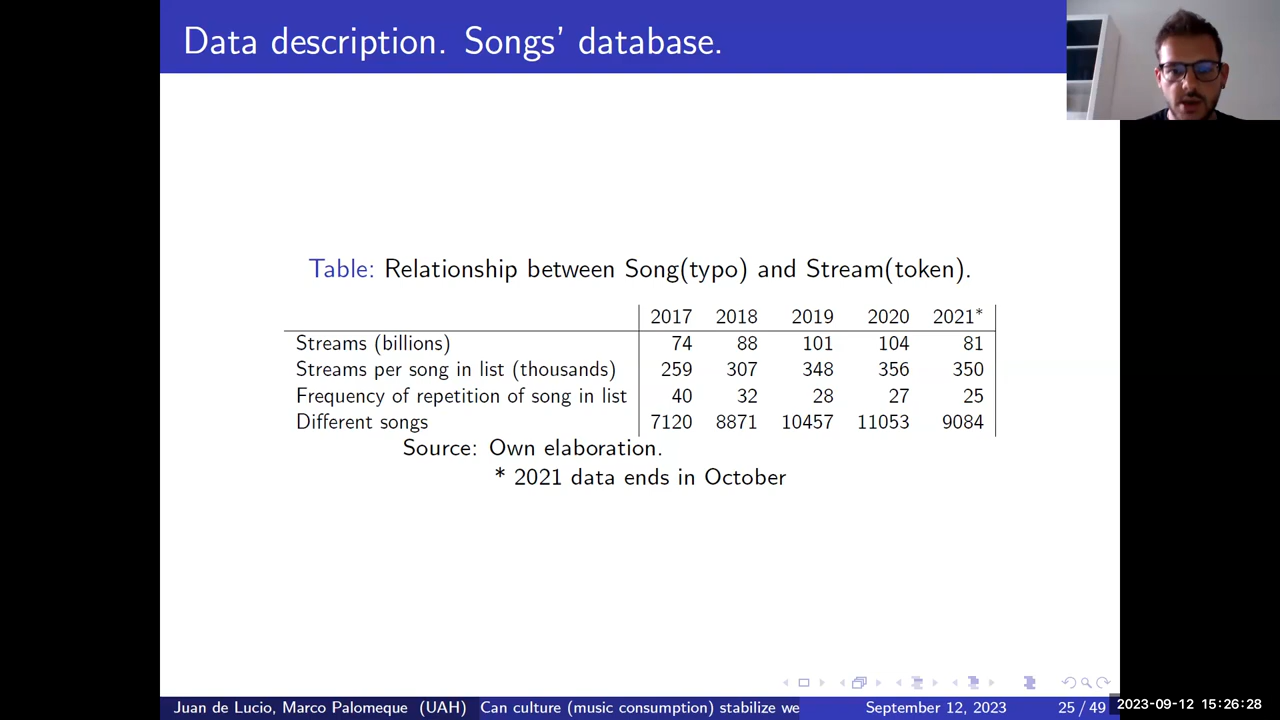 Data description. Songs' database.
Table: Relationship between Song(typo) and Stream(token).
2017 2018 2019 2020 2021*
Streams (billions) 74 88 101 104 81
Streams per song in list (thousands) 259 307 348 356 350
Frequency of repetition of song in list 40 32 28 27 25
Different songs 7120 8871 10457 11053 9084
Source: Own elaboration.
* 2021 data ends in October
Juan de Lucio, Marco Palomeque (UAH) Can culture (music consumption) stabilize we September 12, 2023 25 / 49 2023-09-12 15:26:28